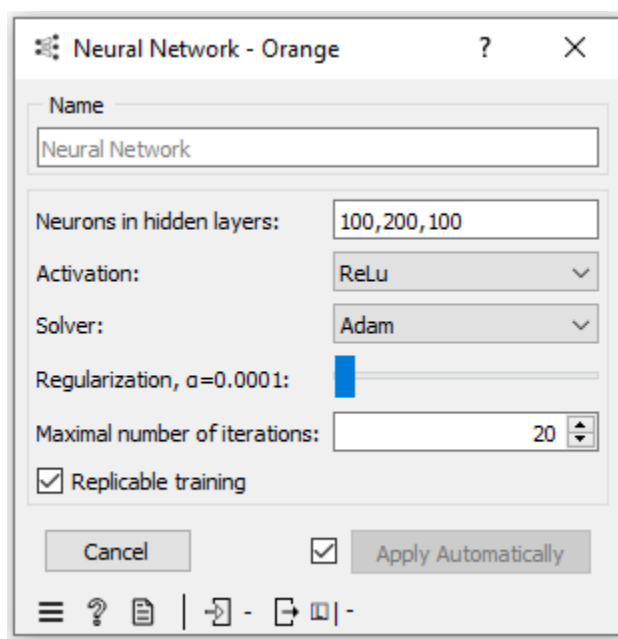 Neural Network - Orange ?
Name
Neural Network
Neurons in hidden layers: 100,200,100
Activation: ReLu
Solver: Adam
Regularization, α=0.0001:
Maximal number of iterations: 20
Replicable training
Cancel Apply Automatically
? - | -